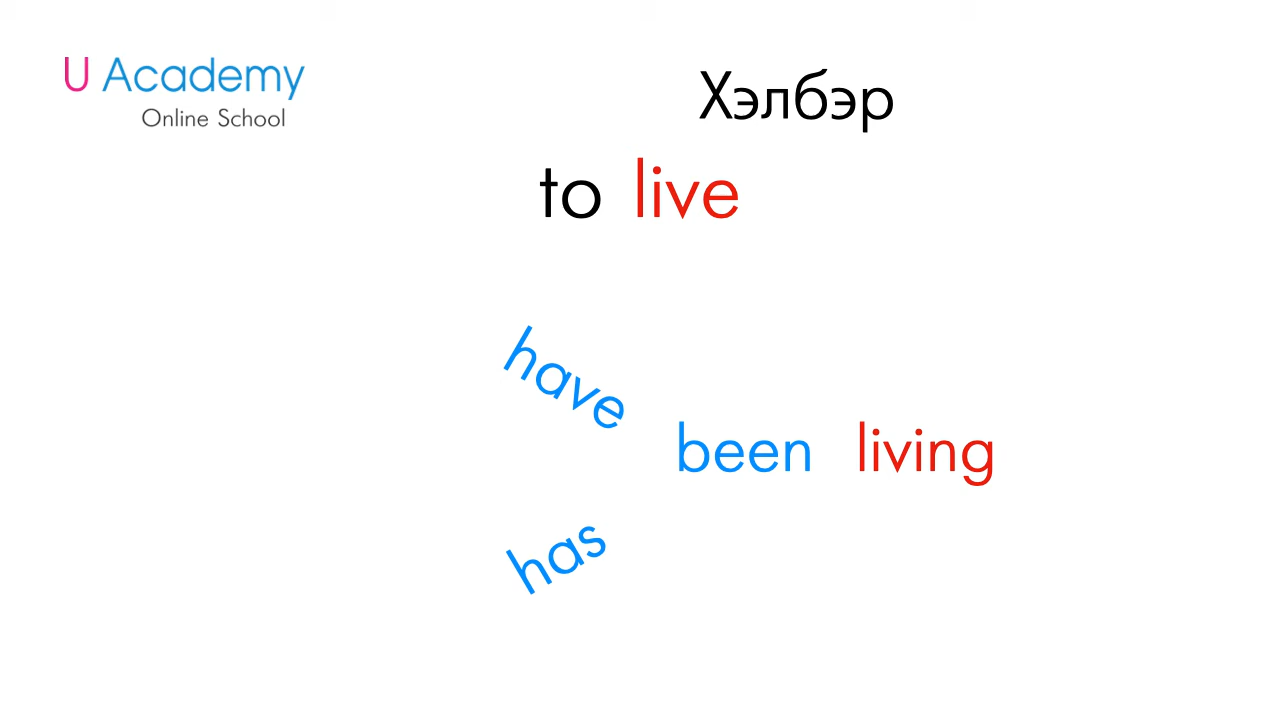 U Academy
Online School
Хэлбэр
to live
have
been living
has